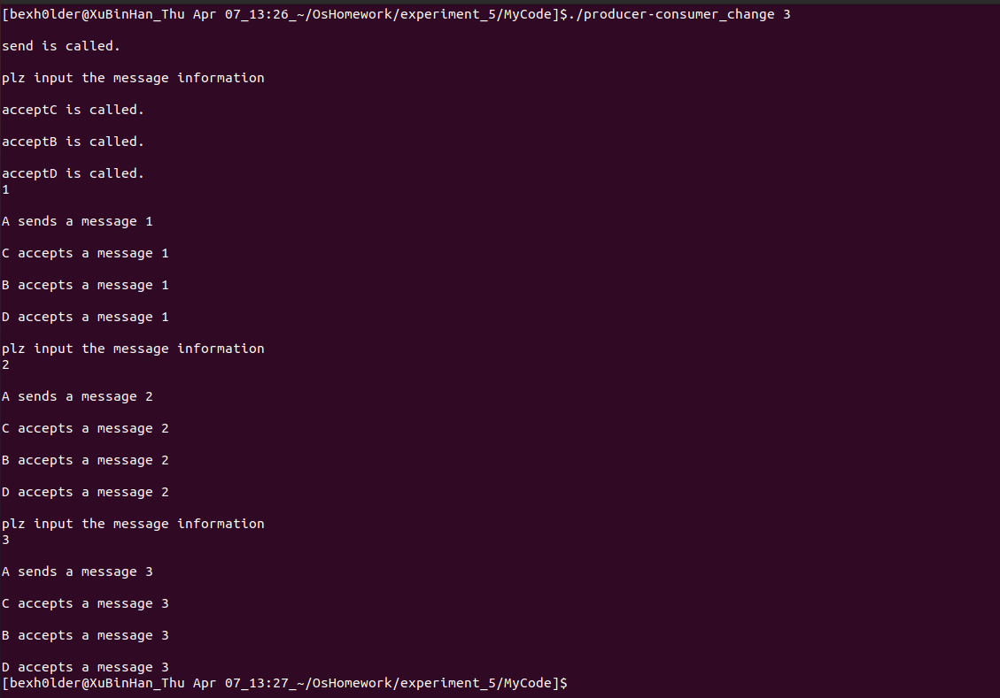 [bexh0lder@XuBinHan_Thu Apr 07_13:26_~/OsHomework/experiment_5/MyCode]$./producer-consumer_change 3
send is called.
plz input the message information
acceptC is called.
acceptB is called.
acceptD is called.
1
A sends a message 1
C accepts a message 1
B accepts a message 1
D accepts a message 1
plz input the message information
2
A sends a message 2
C accepts a message 2
B accepts a message 2
D accepts a message 2
plz input the message information
3
A sends a message 3
C accepts a message 3
B accepts a message 3
D accepts a message 3
[bexh0lder@XuBinHan_Thu Apr 07_13:27_~/OsHomework/experiment_5/MyCode]$